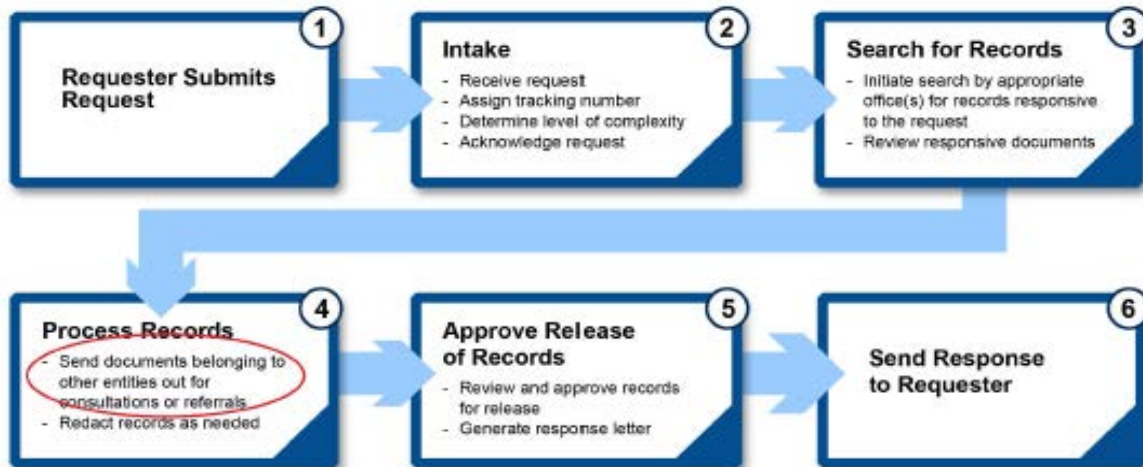 1
Requester Submits
Request
2
Intake
- Receive request
- Assign tracking number
- Determine level of complexity
- Acknowledge request
3
Search for Records
- Initiate search by appropriate
office(s) for records responsive
to the request
- Review responsive documents
4
Process Records
- Send documents belonging to
other entities out for
consultations or referrals
- Redact records as needed
5
Approve Release
of Records
- Review and approve records
for release
- Generate response letter
6
Send Response
to Requester